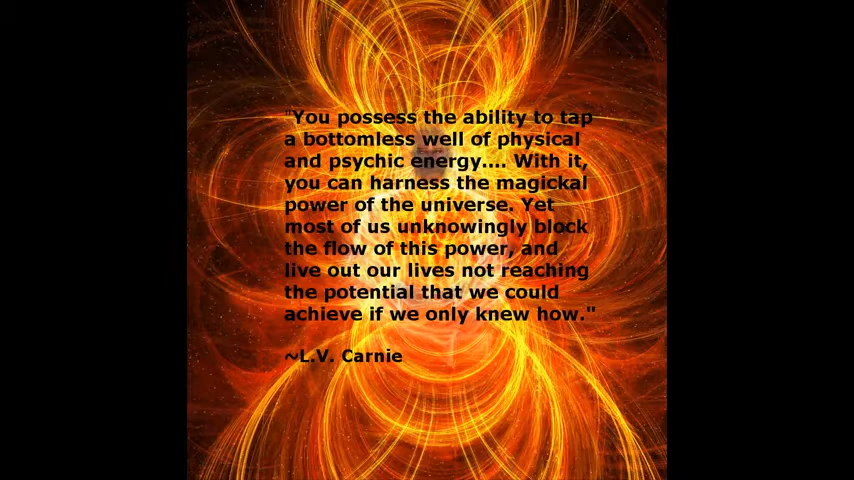 "You possess the ability to tap
a bottomless well of physical
and psychic energy.... With it,
you can harness the magickal
power of the universe. Yet
most of us unknowingly block
the flow of this power, and
live out our lives not reaching
the potential that we could
achieve if we only knew how."
~L.V. Carnie